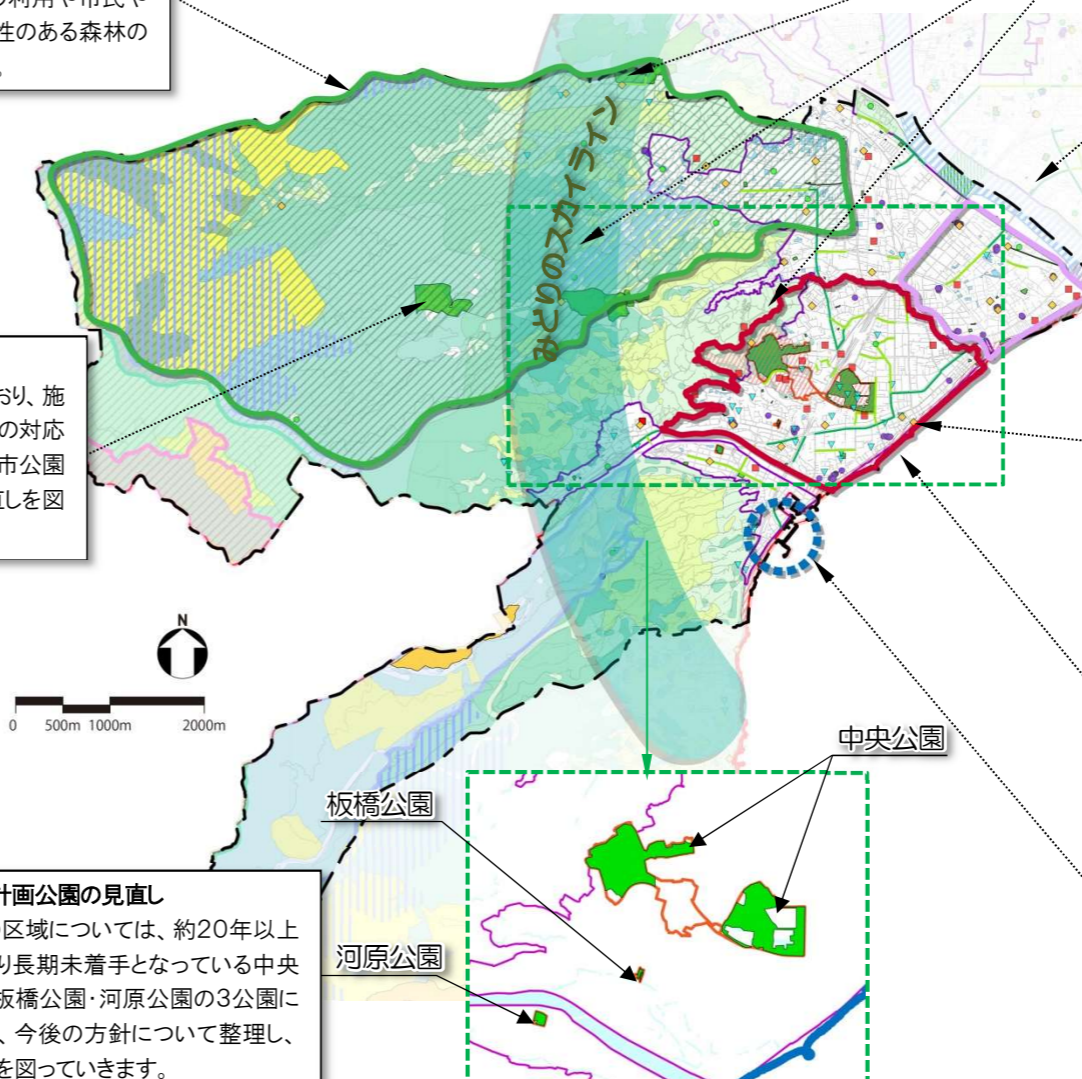 の利用や市民や
性のある森林の
。
みどりのスカイライン
おり、施
の対応
市公園
直しを図
N
0 500m 1000m 2000m
中央公園
板橋公園
計画公園の見直し
区域については、約20年以上
り長期未着手となっている中央
板橋公園・河原公園の3公園に
、今後の方針について整理し、
を図っていきます。
河原公園